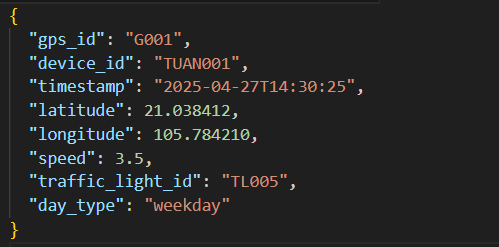 {
"gps_id": "G001",
"device_id": "TUAN001",
"timestamp": "2025-04-27T14:30:25",
"latitude": 21.038412,
"longitude": 105.784210,
"speed": 3.5,
"traffic_light_id": "TL005",
"day_type": "weekday"
}